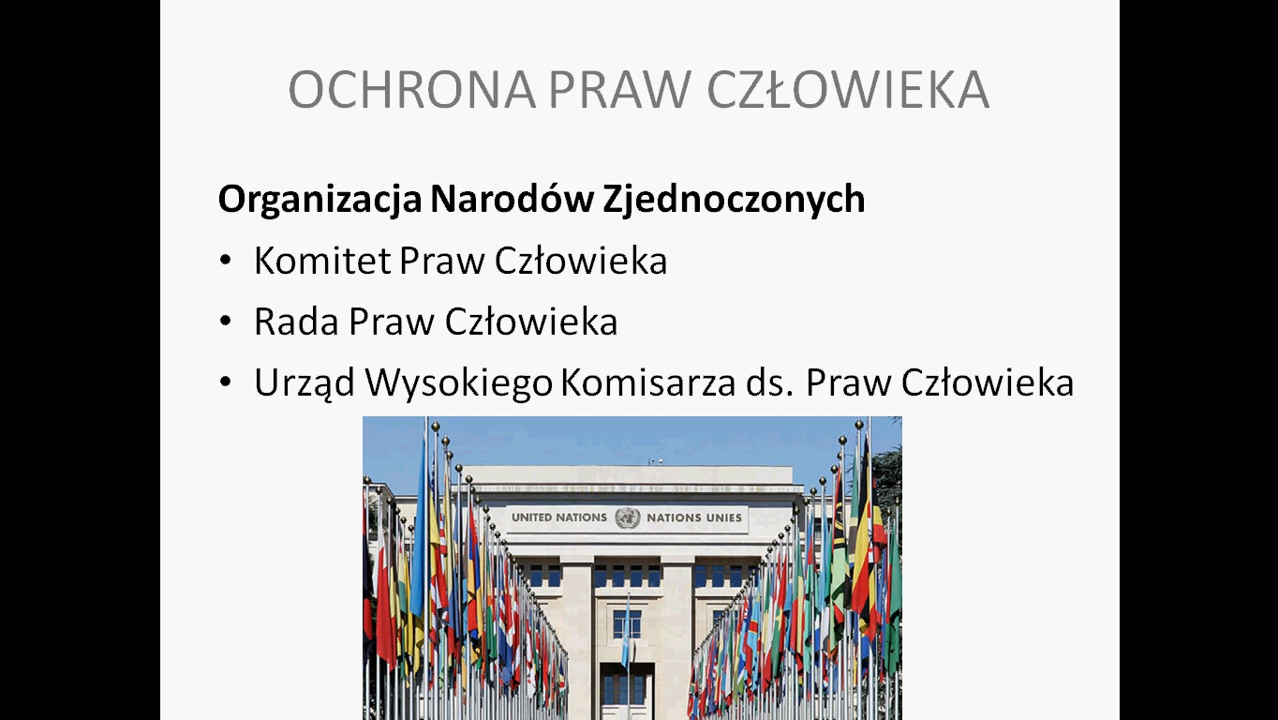 OCHRONA PRAW CZŁOWIEKA
Organizacja Narodów Zjednoczonych
• Komitet Praw Człowieka
• Rada Praw Człowieka
• Urząd Wysokiego Komisarza ds. Praw Człowieka
UNITED NATIONS NATIONS UNIES